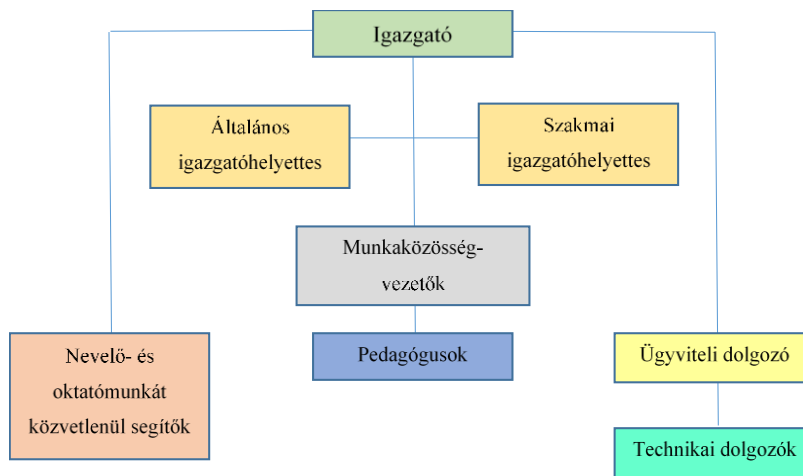 Igazgató
Általános
igazgatóhelyettes
Szakmai
igazgatóhelyettes
Munkaközösség-
vezetők
Nevelő- és
oktatómunkát
közvetlenül segítők
Pedagógusok
Ügyviteli dolgozó
Technikai dolgozók